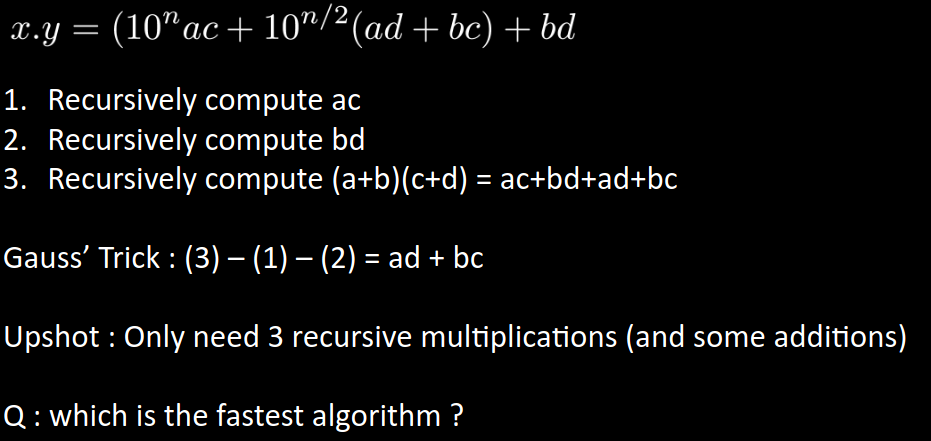 x.y = (10^n ac + 10^{n/2}(ad + bc) + bd
1. Recursively compute ac
2. Recursively compute bd
3. Recursively compute (a+b)(c+d) = ac+bd+ad+bc
Gauss' Trick : (3) – (1) – (2) = ad + bc
Upshot : Only need 3 recursive multiplications (and some additions)
Q : which is the fastest algorithm ?